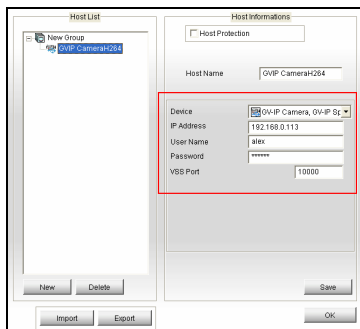 Host List
New Group
GVIP CameraH264
New
Delete
Import
Export
Host Informations
Host Protection
Host Name
GVIP CameraH264
Device
GV-IP Camera, GV-IP Sp
IP Address
192.168.0.113
User Name
alex
Password
******
VSS Port
10000
Save
OK